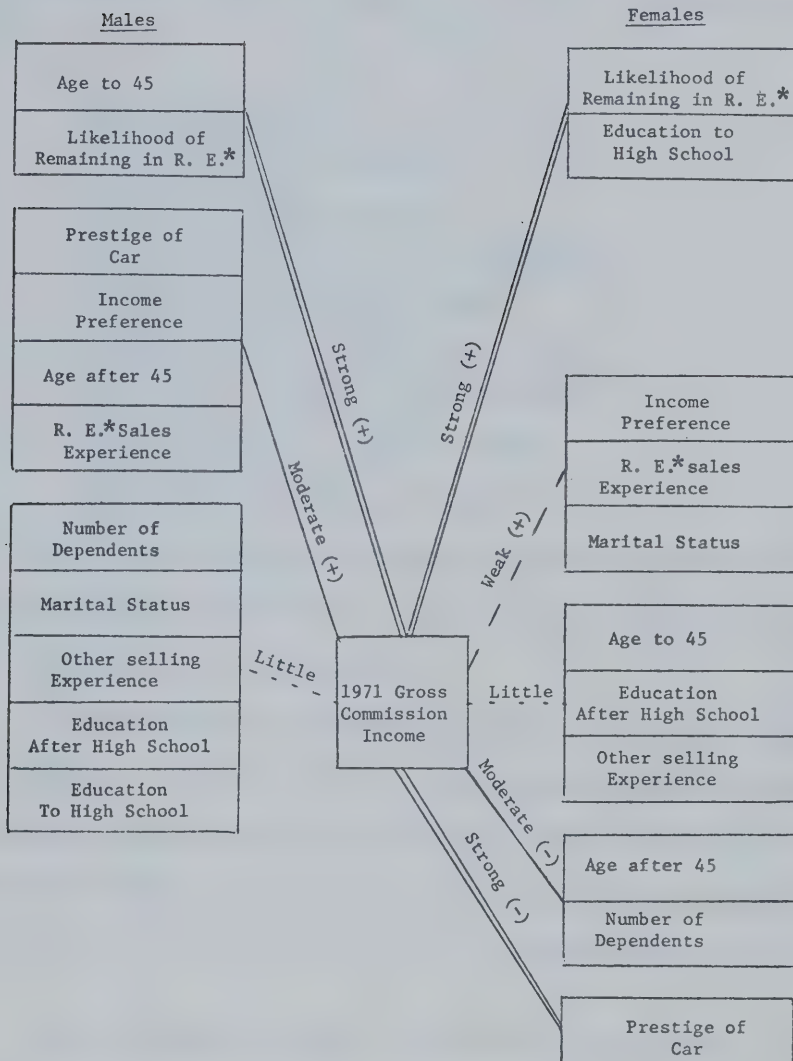 Males
Age to 45
Likelihood of
Remaining in R. E.*
Prestige of
Car
Income
Preference
Age after 45
R. E.* Sales
Experience
Number of
Dependents
Marital Status
Other selling
Experience
Education
After High School
Education
To High School
Strong (+)
Moderate (+)
Little
1971 Gross
Commission
Income
Females
Likelihood of
Remaining in R. E.*
Education to
High School
Income
Preference
R. E.* sales
Experience
Marital Status
Age to 45
Education
After High School
Other selling
Experience
Age after 45
Number of
Dependents
Prestige of
Car
Strong (+)
Weak (+)
Little
Moderate (-)
Strong (-)